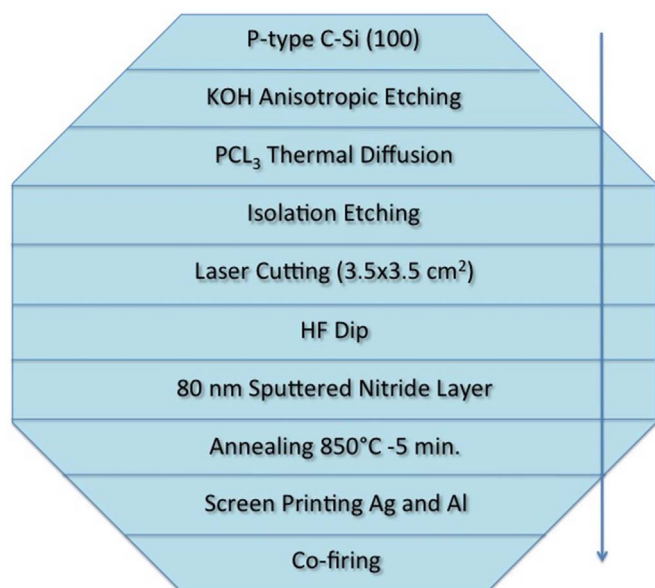 P-type C-Si (100)
KOH Anisotropic Etching
PCL₃ Thermal Diffusion
Isolation Etching
Laser Cutting (3.5x3.5 cm²)
HF Dip
80 nm Sputtered Nitride Layer
Annealing 850°C -5 min.
Screen Printing Ag and Al
Co-firing